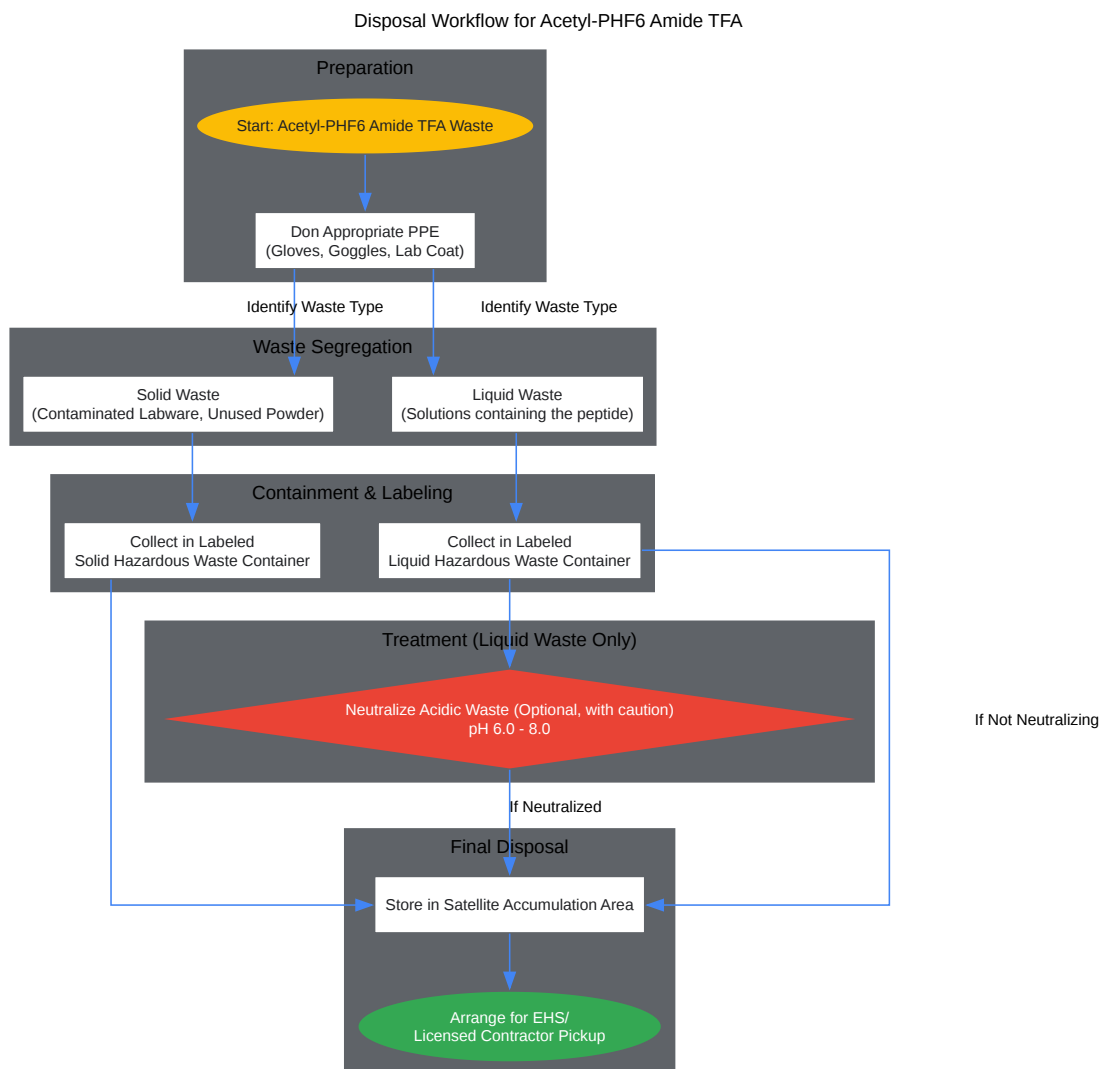 Disposal Workflow for Acetyl-PHF6 Amide TFA
Preparation
Start: Acetyl-PHF6 Amide TFA Waste
Don Appropriate PPE
(Gloves, Goggles, Lab Coat)
Identify Waste Type
Identify Waste Type
Waste Segregation
Solid Waste
(Contaminated Labware, Unused Powder)
Liquid Waste
(Solutions containing the peptide)
Containment & Labeling
Collect in Labeled
Solid Hazardous Waste Container
Collect in Labeled
Liquid Hazardous Waste Container
Treatment (Liquid Waste Only)
Neutralize Acidic Waste (Optional, with caution)
pH 6.0 - 8.0
If Not Neutralizing
If Neutralized
Final Disposal
Store in Satellite Accumulation Area
Arrange for EHS/
Licensed Contractor Pickup